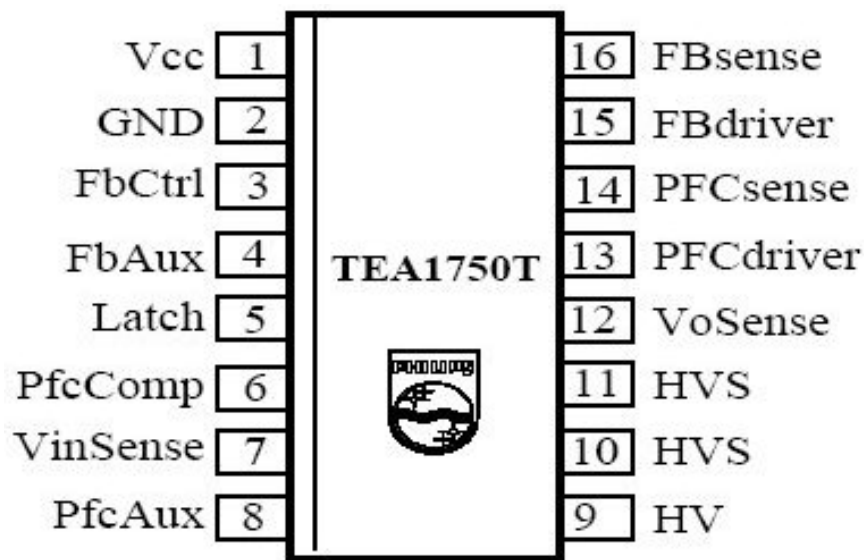 Vcc 1 16 FBsense
GND 2 15 FBdriver
FbCtrl 3 14 PFCsense
FbAux 4 TEA1750T 13 PFCdriver
Latch 5 12 VoSense
PfcComp 6 PHILIPS 11 HVS
VinSense 7 10 HVS
PfcAux 8 9 HV